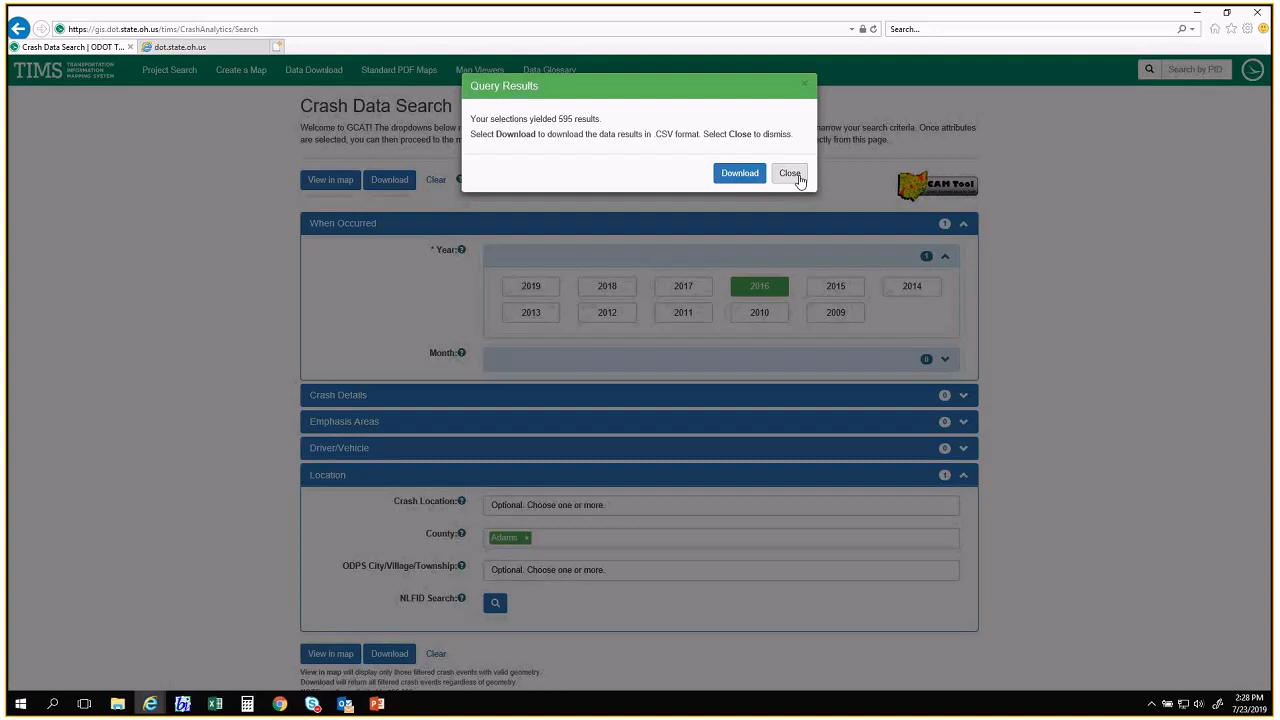 https://gis.dot.state.oh.us/tims/CrashAnalytics/Search
Search...
Crash Data Search | ODOT T...
dot.state.oh.us
TIMS TRANSPORTATION INFORMATION MAPPING SYSTEM
Project Search
Create a Map
Data Download
Standard PDF Maps
Map Viewers
Data Glossary
Search by PID
Query Results
×
Your selections yielded 595 results.
Select Download to download the data results in .CSV format. Select Close to dismiss.
Download
Close
Crash Data Search
Welcome to GCAT! The dropdowns below
narrow your search criteria. Once attributes
are selected, you can then proceed to the m
ectly from this page.
View in map
Download
Clear
CAM Tool
When Occurred
1
* Year:
1
2019
2018
2017
2016
2015
2014
2013
2012
2011
2010
2009
Month:
0
Crash Details
0
Emphasis Areas
0
Driver/Vehicle
0
Location
1
Crash Location:
Optional. Choose one or more.
County:
Adams ×
ODPS City/Village/Township:
Optional. Choose one or more.
NLFID Search:
View in map
Download
Clear
View in map will display only those filtered crash events with valid geometry.
Download will return all filtered crash events regardless of geometry.
2:28 PM
7/23/2019